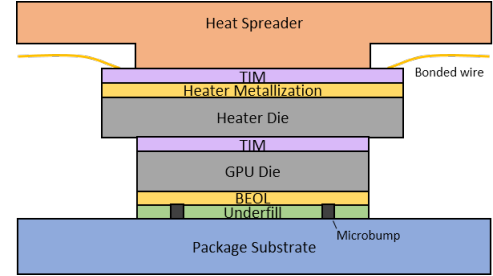 Heat Spreader
Bonded wire
TIM
Heater Metallization
Heater Die
TIM
GPU Die
BEOL
Underfill
Microbump
Package Substrate